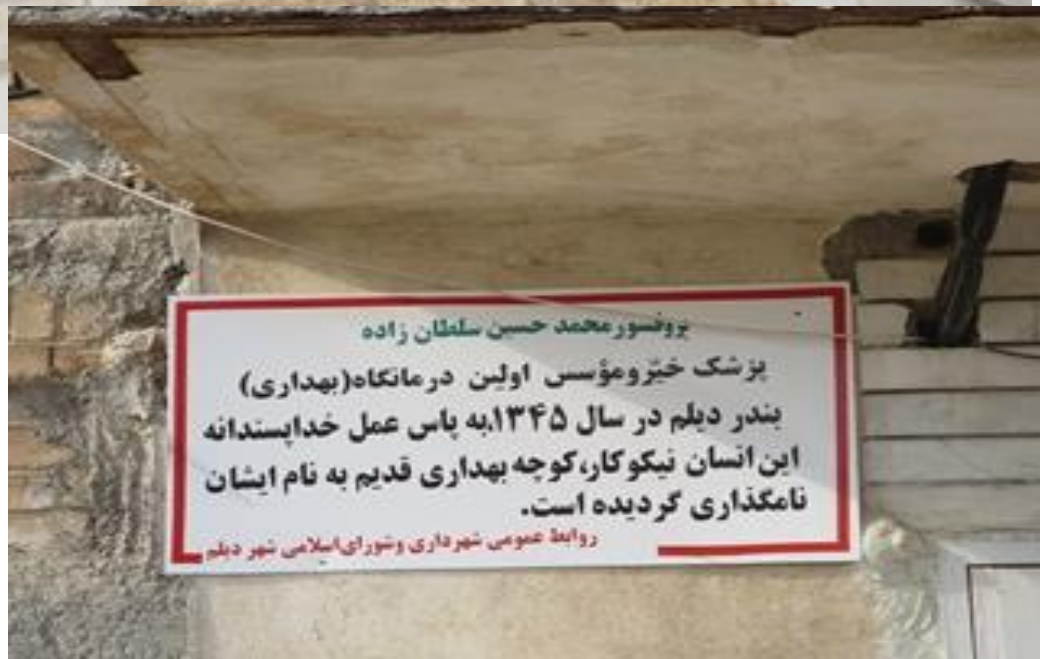 پروفسور محمد حسین سلطان زاده
پزشک خیّر و مؤسس اولین درمانگاه (بهداری)
بندر دیلم در سال ۱۳۴۵، به پاس عمل خداپسندانه
این انسان نیکوکار، کوچه بهداری قدیم به نام ایشان
نامگذاری گردیده است.
روابط عمومی شهرداری و شورای اسلامی شهر دیلم